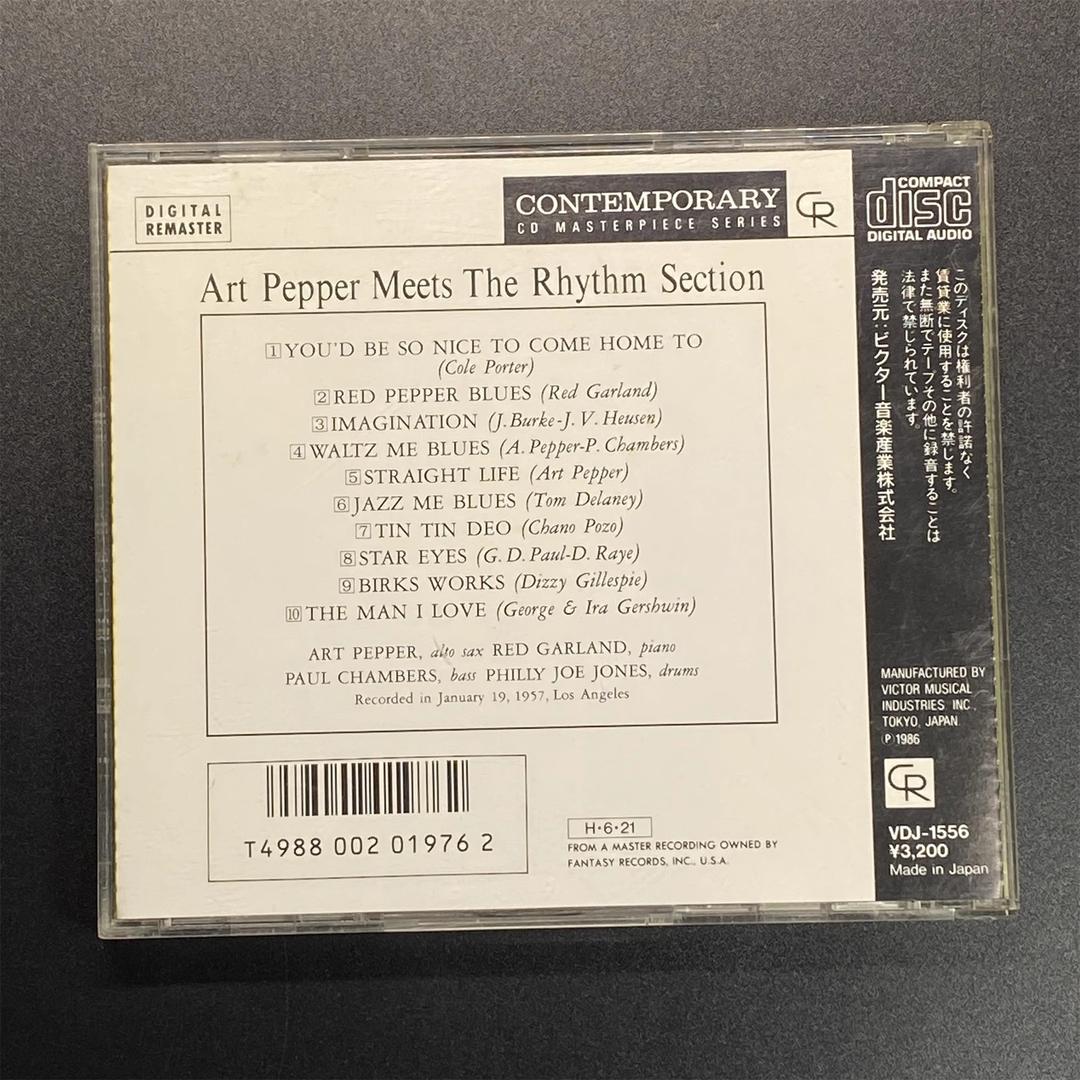 DIGITAL
REMASTER
CONTEMPORARY
CD MASTERPIECE SERIES
CR
Art Pepper Meets The Rhythm Section
1 YOU'D BE SO NICE TO COME HOME TO
(Cole Porter)
2 RED PEPPER BLUES (Red Garland)
3 IMAGINATION (J.Burke-J.V.Heusen)
4 WALTZ ME BLUES (A.Pepper-P.Chambers)
5 STRAIGHT LIFE (Art Pepper)
6 JAZZ ME BLUES (Tom Delaney)
7 TIN TIN DEO (Chano Pozo)
8 STAR EYES (G.D.Paul-D.Raye)
9 BIRKS WORKS (Dizzy Gillespie)
10 THE MAN I LOVE (George & Ira Gershwin)
ART PEPPER, alto sax RED GARLAND, piano
PAUL CHAMBERS, bass PHILLY JOE JONES, drums
Recorded in January 19, 1957, Los Angeles
T4988 002 01976 2
H・6・21
FROM A MASTER RECORDING OWNED BY
FANTASY RECORDS, INC., U.S.A.
COMPACT
disc
DIGITAL AUDIO
このディスクは権利者の許諾なく
賃貸業に使用することを禁じます。
また無断でテープその他に録音することは
法律で禁じられています。
発売元:ビクター音楽産業株式会社
MANUFACTURED BY
VICTOR MUSICAL
INDUSTRIES INC.,
TOKYO, JAPAN
Ⓟ1986
CR
VDJ-1556
¥3,200
Made in Japan